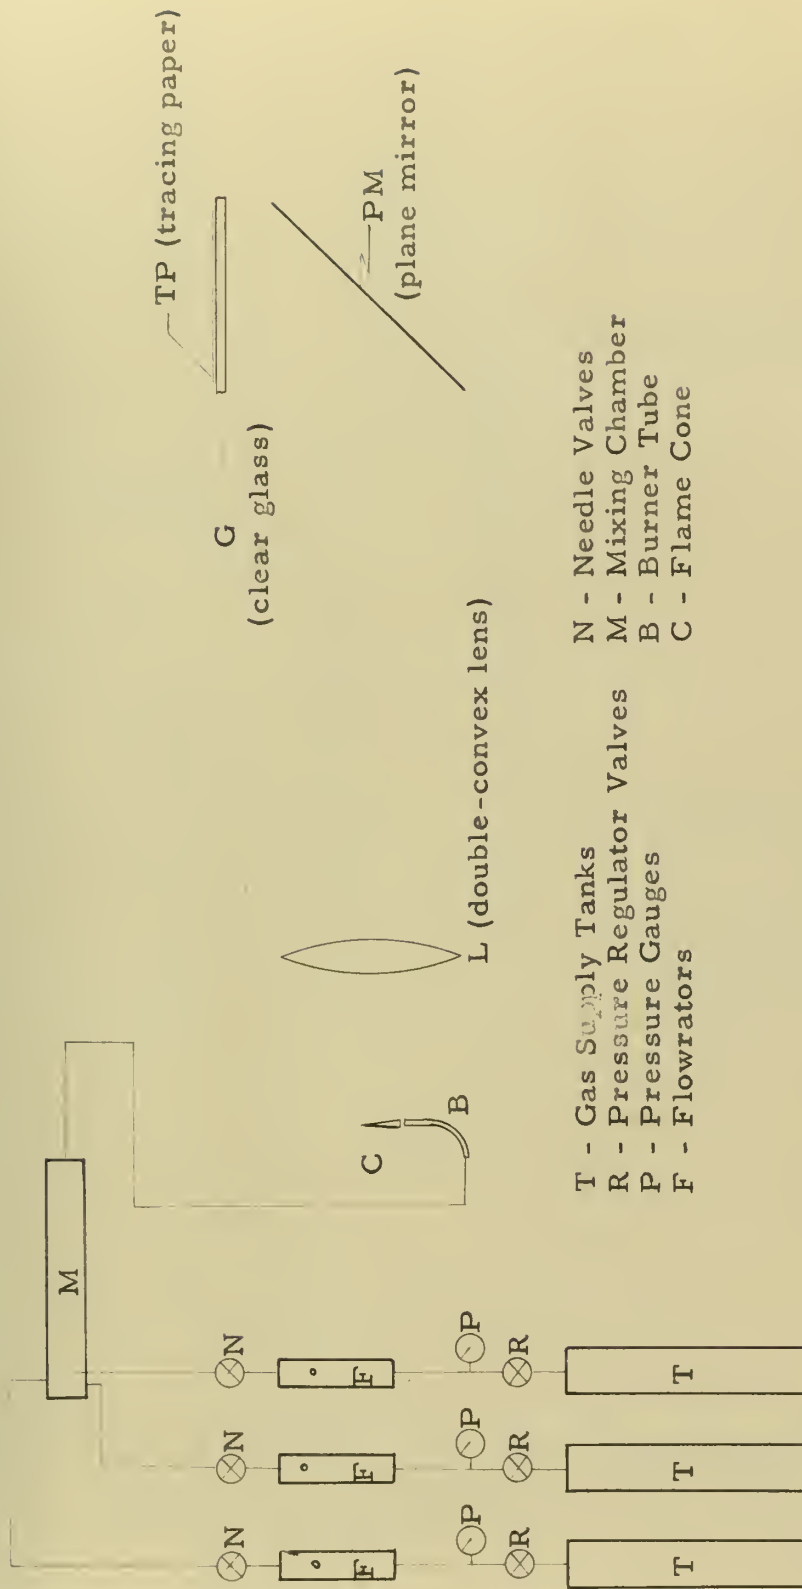 M
TP (tracing paper)
G
(clear glass)
PM
(plane mirror)
N
N
N
C
B
L (double-convex lens)
F
F
F
P
P
P
R
R
R
T
T
T
T - Gas Supply Tanks
R - Pressure Regulator Valves
P - Pressure Gauges
F - Flowrators
N - Needle Valves
M - Mixing Chamber
B - Burner Tube
C - Flame Cone